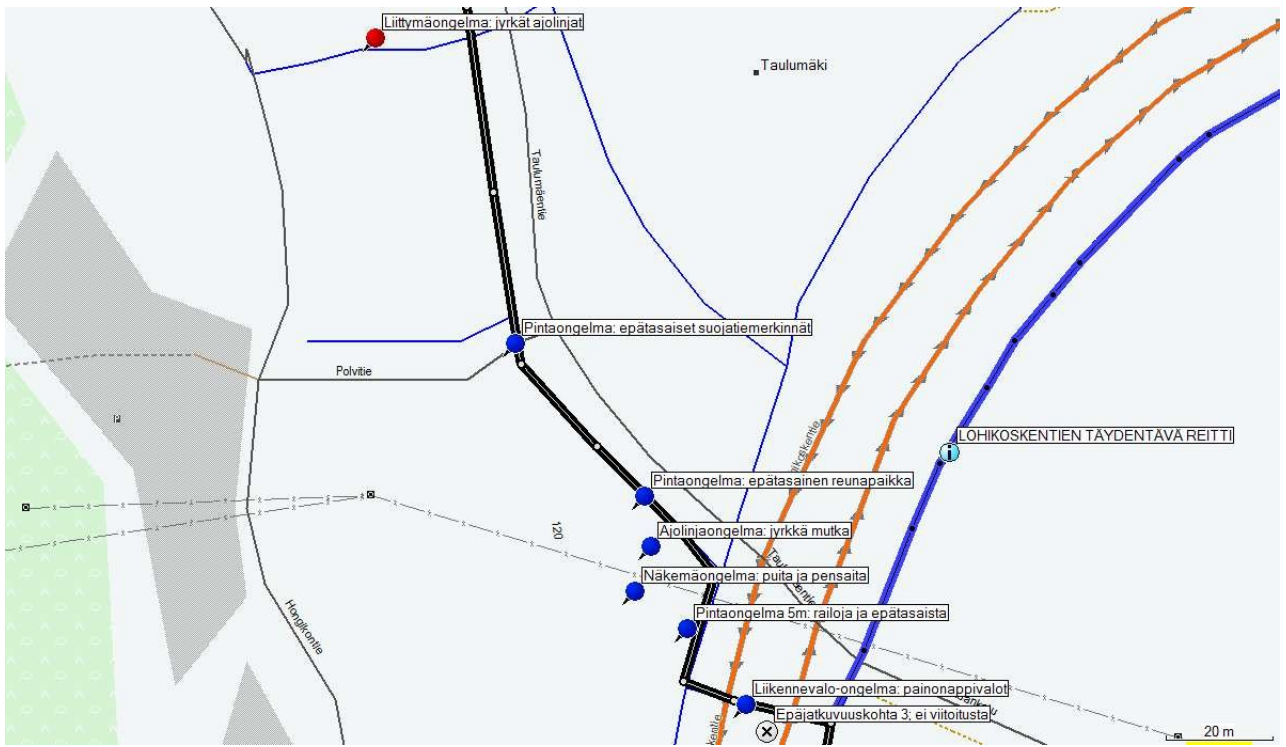 Liittymäongelma: jyrkät ajolinjat
Taulumäki
Taulumäentie
Pintaongelma: epätasaiset suojatiemerkinnät
Polvitie
LOHIKOSKENTIEN TÄYDENTÄVÄ REITTI
Pintaongelma: epätasainen reunapaikka
120
Ajolinjaongelma: jyrkkä mutka
Näkemäongelma: puita ja pensaita
Hongikontie
Pintaongelma 5m: railoja ja epätasaista
Liikennevalo-ongelma: painonappivalot
Epäjatkuvuuskohta 3; ei viitoitusta
20 m